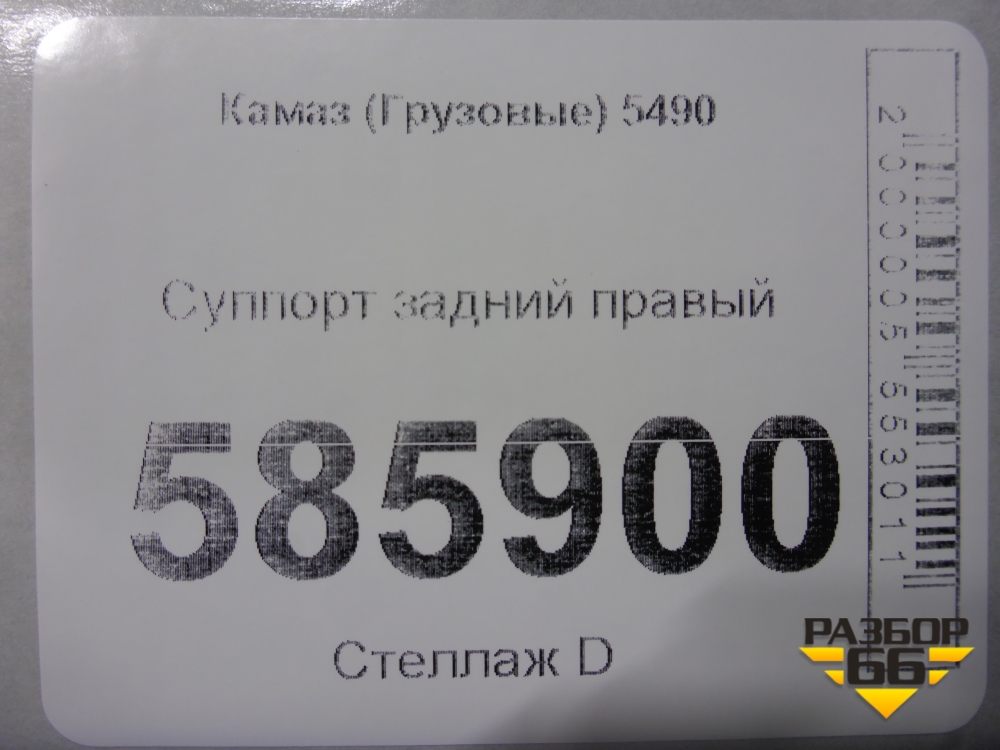 Камаз (Грузовые) 5490
Суппорт задний правый
585900
Стеллаж D
2000005553011
РАЗБОР
66